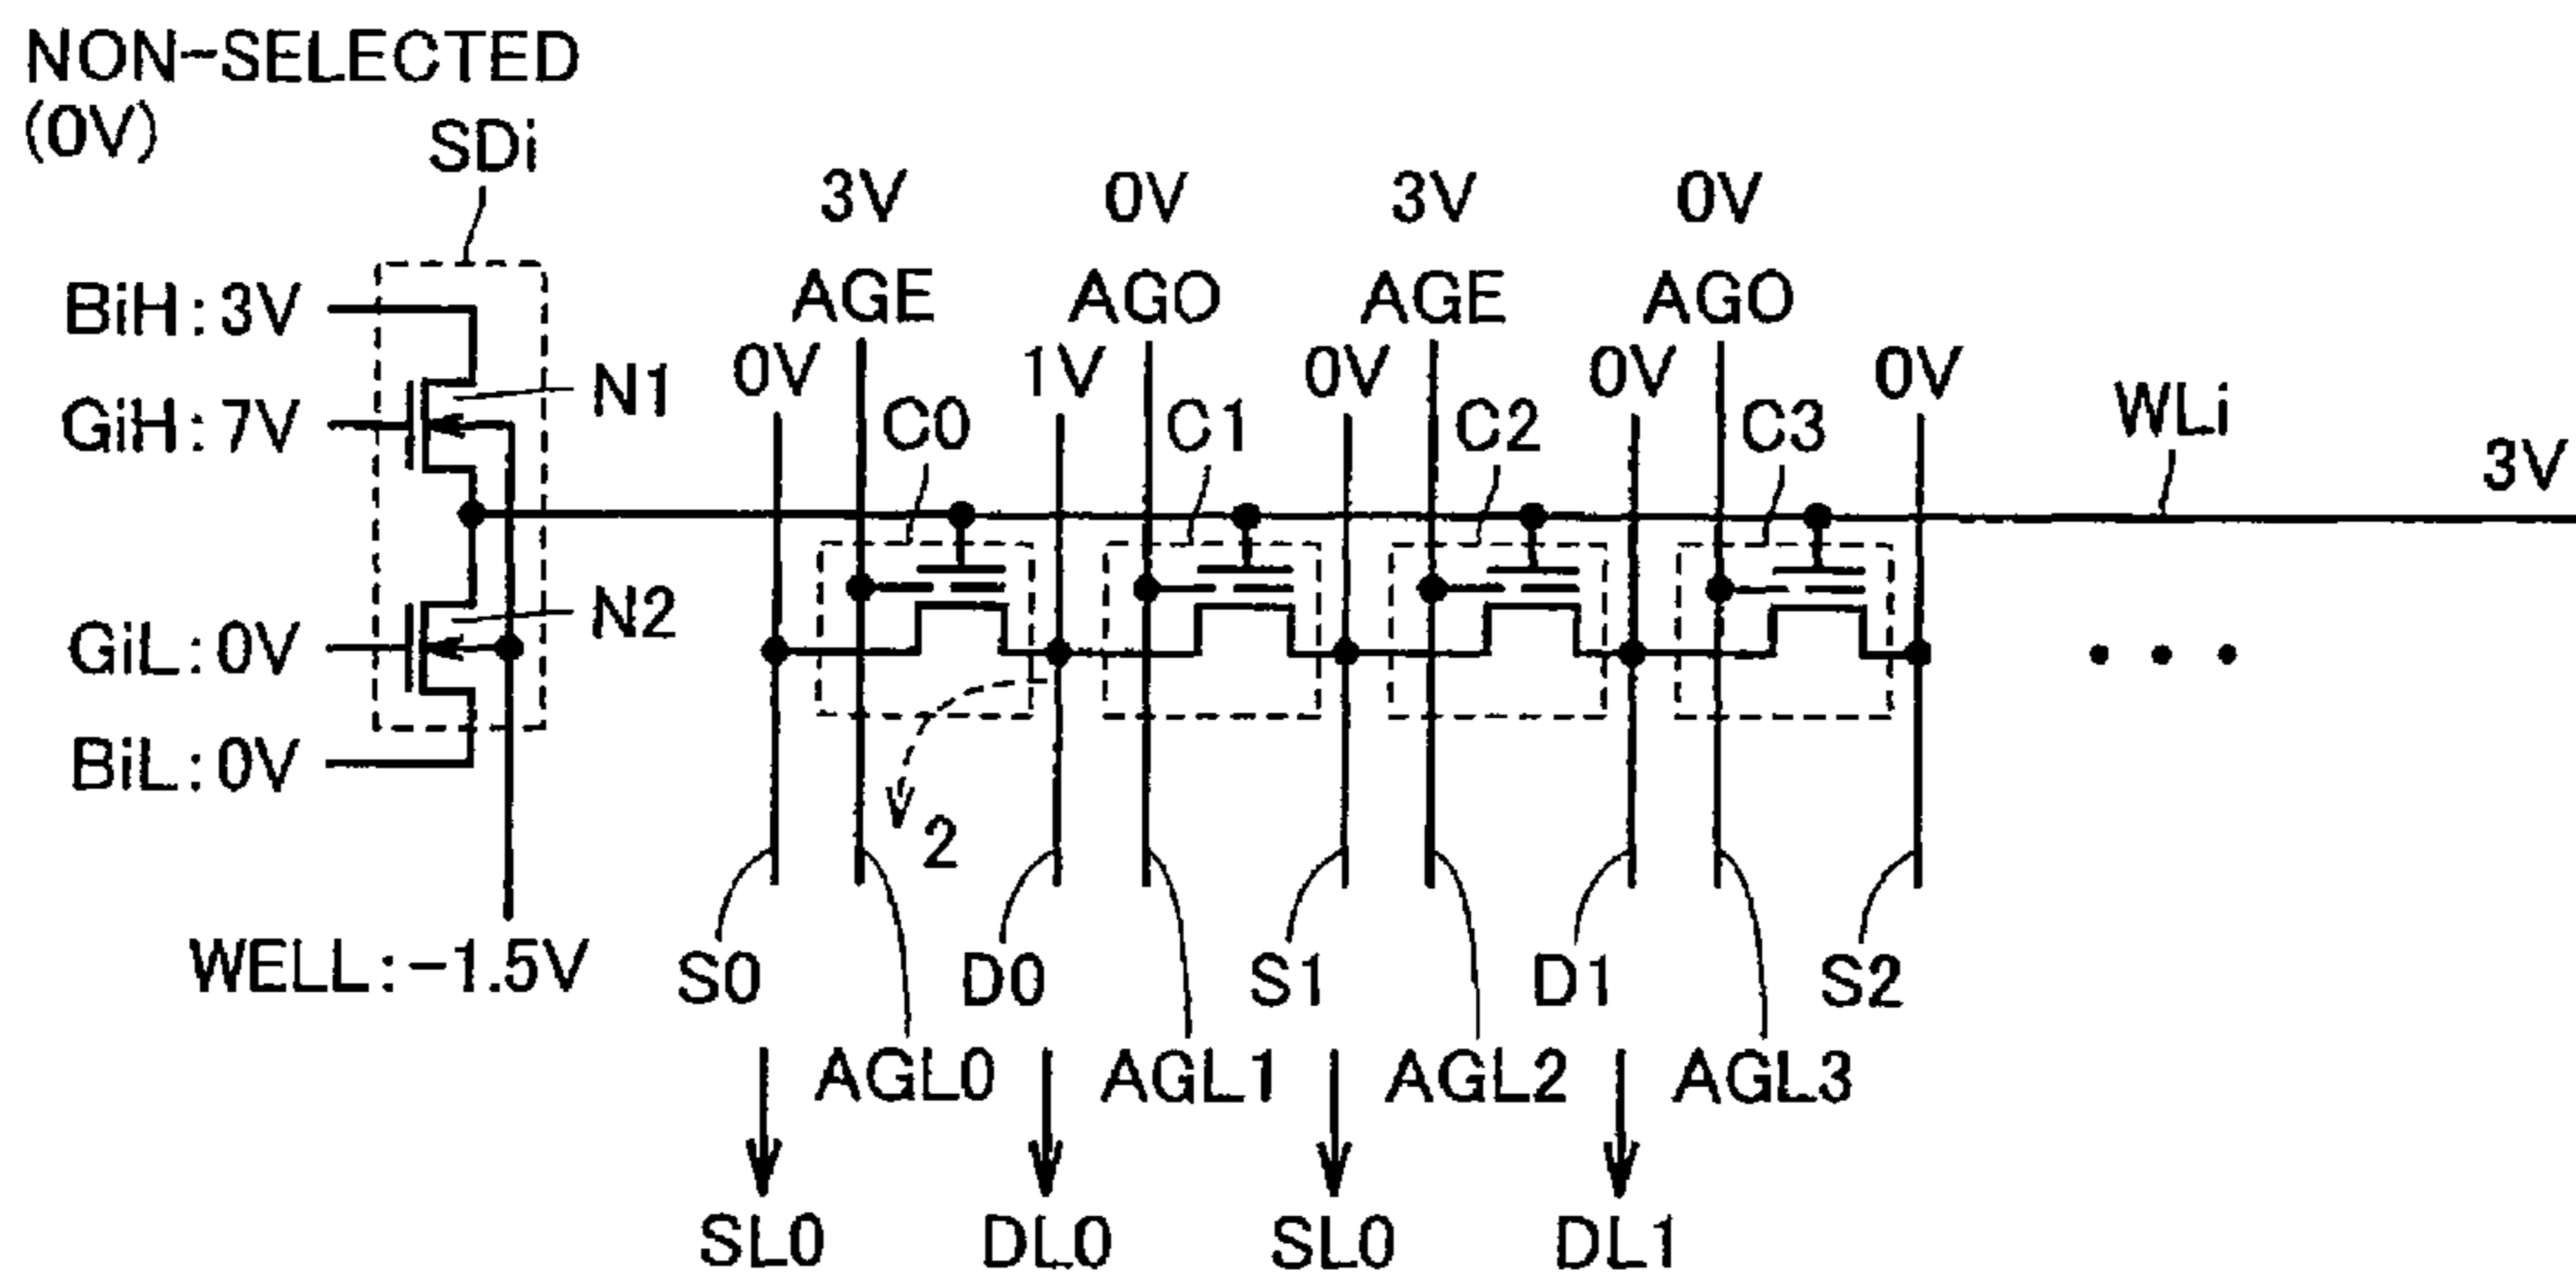 NON-SELECTED
(0V)
SDi
3V 0V 3V 0V
BiH:3V
AGE AGO AGE AGO
N1
0V 1V 0V 0V 0V
GiH:7V
C0 C1 C2 C3
WLi
3V
GiL:0V
N2
BiL:0V
2
WELL:-1.5V
S0 D0 S1 D1 S2
AGL0 AGL1 AGL2 AGL3
SL0 DL0 SL0 DL1